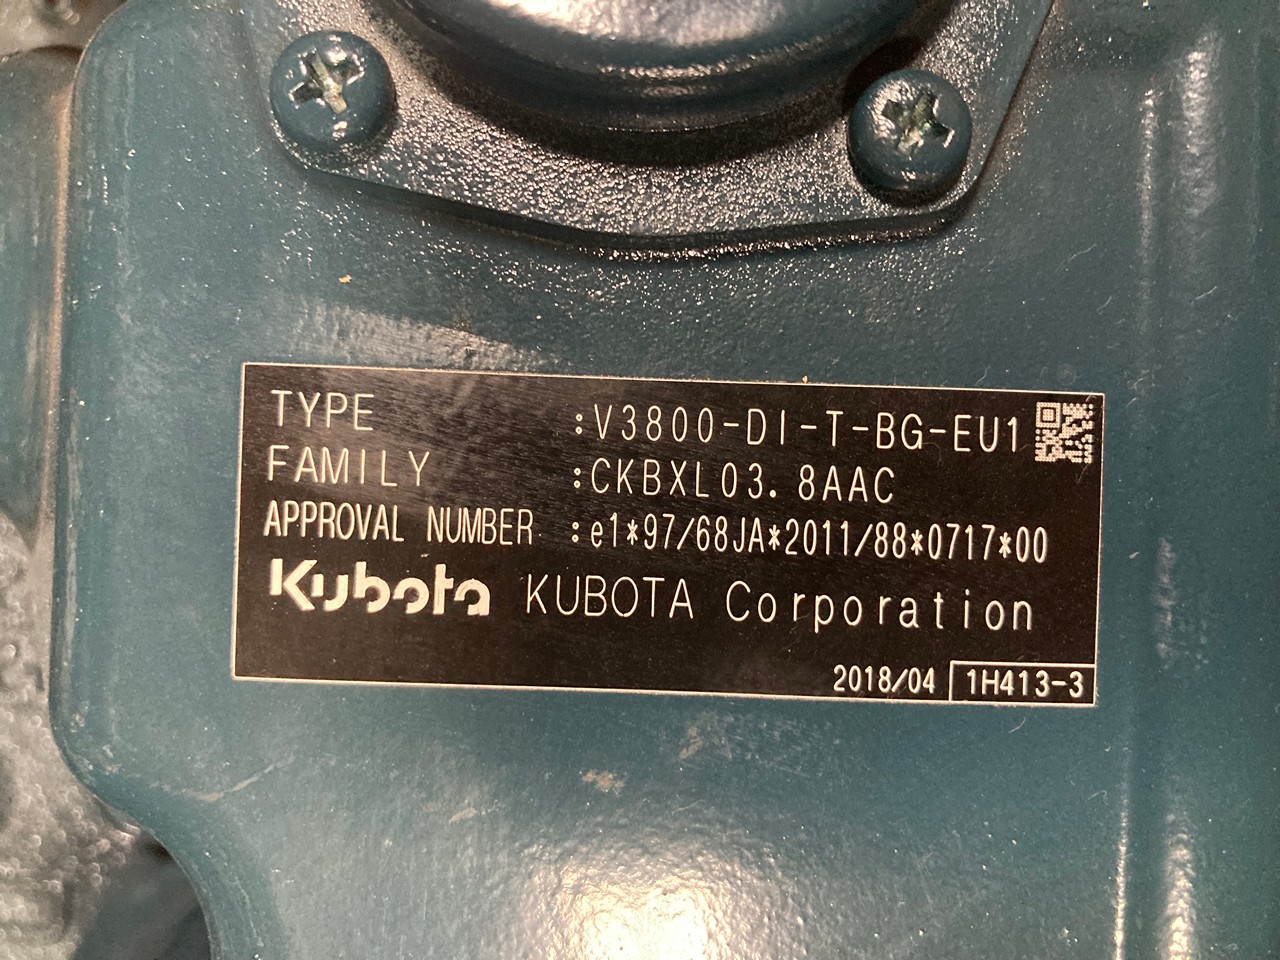 TYPE :V3800-DI-T-BG-EU1
FAMILY :CKBXL03.8AAC
APPROVAL NUMBER :e1*97/68JA*2011/88*0717*00
Kubota KUBOTA Corporation
2018/04 1H413-3